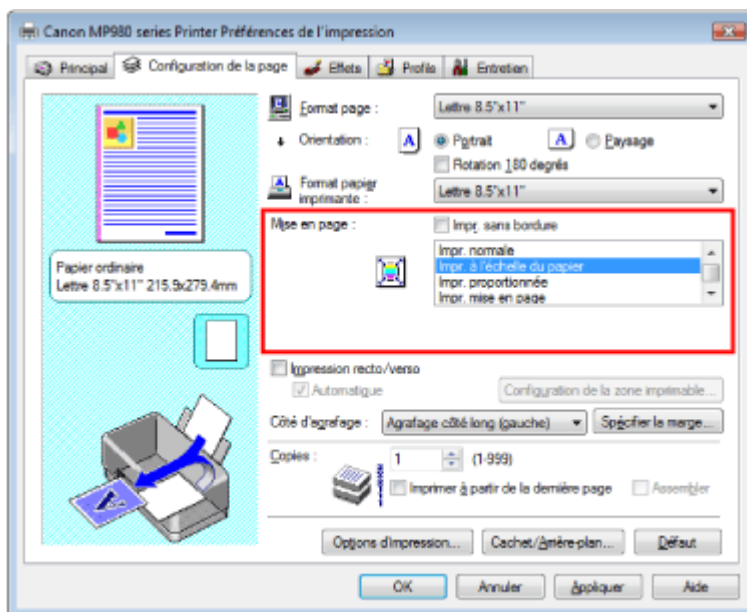 Canon MP980 series Printer Préférences de l'impression
Principal Configuration de la page Effets Profils Entretien
Format page : Lettre 8.5"x11"
Orientation : A Portrait A Paysage
Rotation 180 degrés
Format papier
imprimante : Lettre 8.5"x11"
Mise en page : Impr. sans bordure
Impr. normale
Impr. à l'échelle du papier
Impr. proportionnée
Impr. mise en page
Papier ordinaire
Lettre 8.5"x11" 215.9x279.4mm
Impression recto/verso
Automatique Configuration de la zone imprimable...
Côté d'agrafage : Agrafage côté long (gauche) Spécifier la marge...
Copies : 1 (1-999)
Imprimer à partir de la dernière page Assembler
Options d'impression... Cachet/Arrière-plan... Défaut
OK Annuler Appliquer Aide